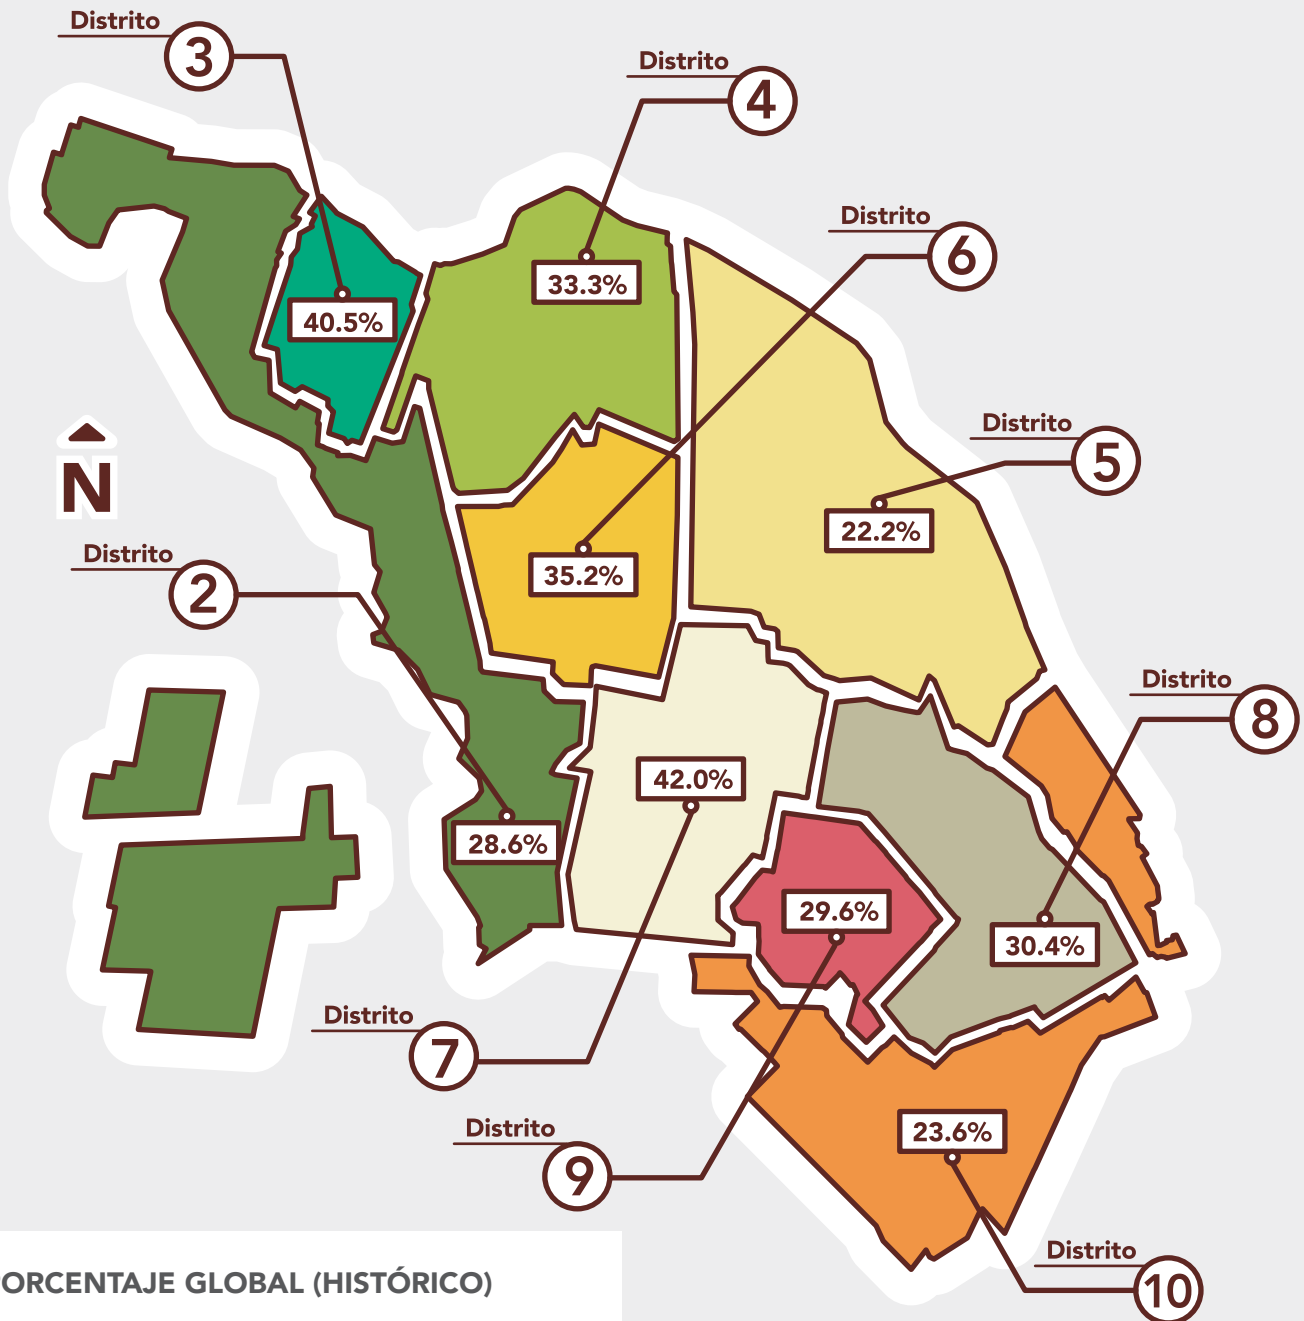 Distrito
3
Distrito
4
Distrito
6
33.3%
40.5%
Distrito
5
N
22.2%
Distrito
2
35.2%
Distrito
8
42.0%
28.6%
29.6%
30.4%
Distrito
7
Distrito
9
23.6%
Distrito
10
ORCENTAJE GLOBAL (HISTÓRICO)